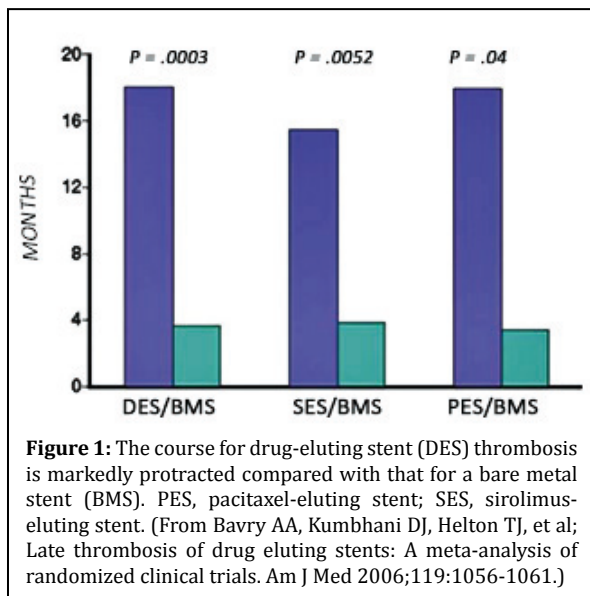 20
P = .0003 P = .0052 P = .04
16
12
8
4
0
MONTHS
DES/BMS SES/BMS PES/BMS
Figure 1: The course for drug-eluting stent (DES) thrombosis
is markedly protracted compared with that for a bare metal
stent (BMS). PES, pacitaxel-eluting stent; SES, sirolimus-
eluting stent. (From Bavry AA, Kumbhani DJ, Helton TJ, et al;
Late thrombosis of drug eluting stents: A meta-analysis of
randomized clinical trials. Am J Med 2006;119:1056-1061.)